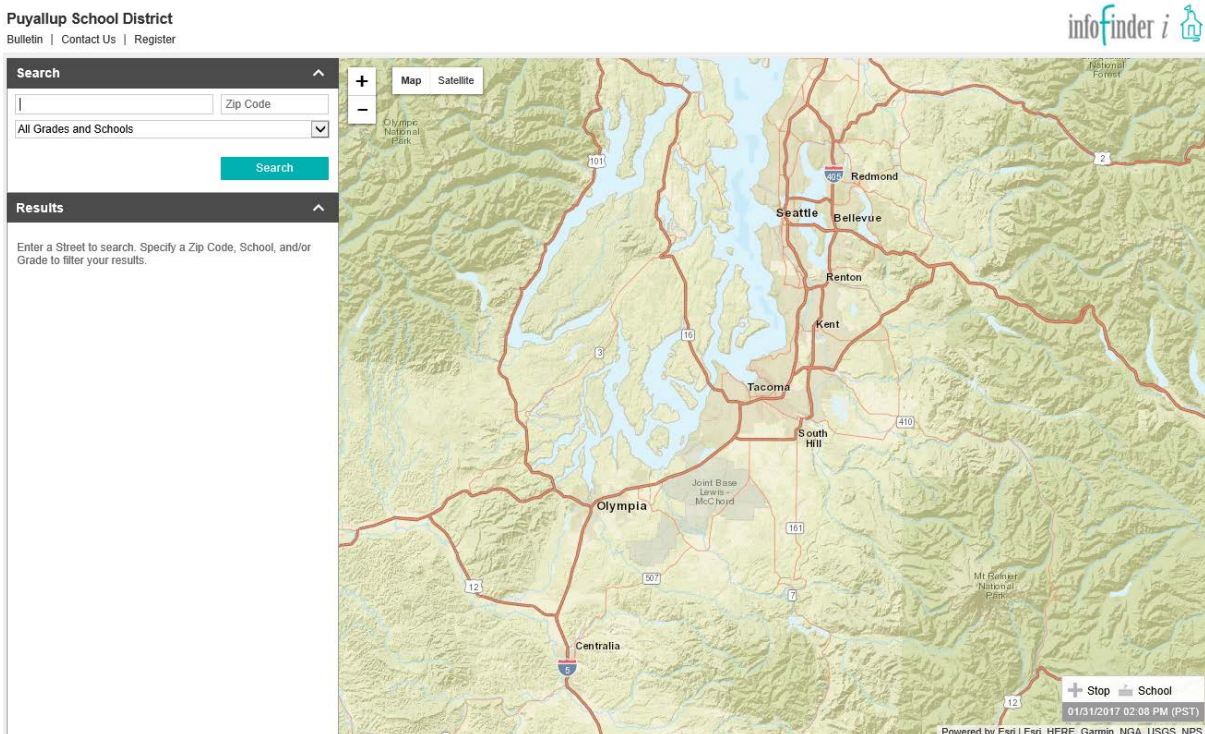 Puyallup School District
Bulletin | Contact Us | Register
infofinder i
Search
Zip Code
All Grades and Schools
Search
Results
Enter a Street to search. Specify a Zip Code, School, and/or
Grade to filter your results.
+
−
Map
Satellite
National
Forest
Olympic
National
Park
101
2
405
Redmond
Seattle
Bellevue
Renton
Kent
16
3
Tacoma
410
South
Hill
Joint Base
Lewis -
McChord
Olympia
161
507
Mt Rainier
National
Park
12
7
Centralia
5
12
Stop
School
01/31/2017 02:08 PM (PST)
Powered by Esri | Esri, HERE, Garmin, NGA, USGS, NPS